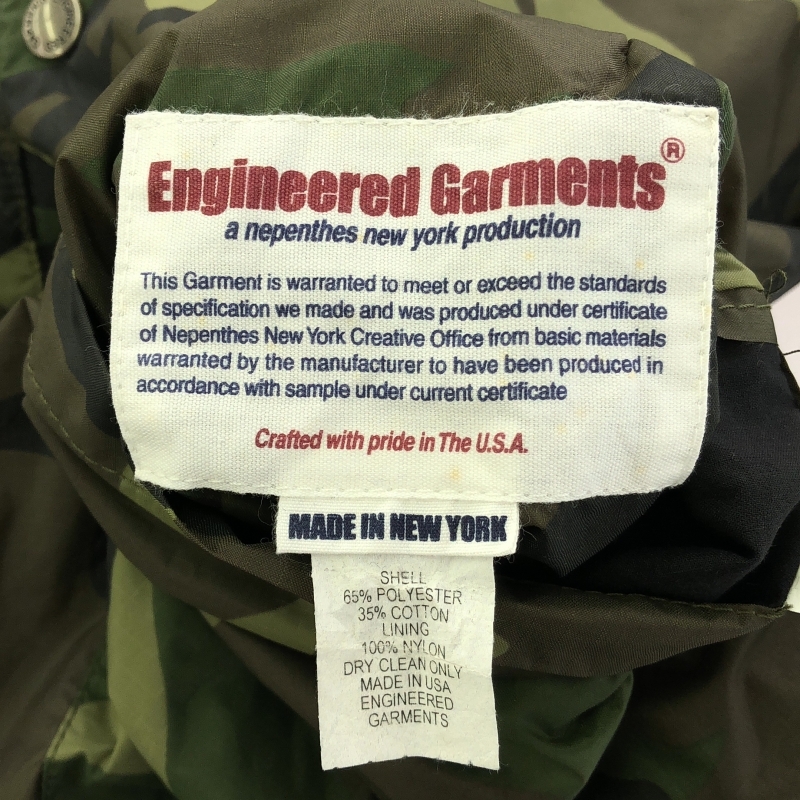 Engineered Garments®
a nepenthes new york production
This Garment is warranted to meet or exceed the standards
of specification we made and was produced under certificate
of Nepenthes New York Creative Office from basic materials
warranted by the manufacturer to have been produced in
accordance with sample under current certificate
Crafted with pride in The U.S.A.
MADE IN NEW YORK
SHELL
65% POLYESTER
35% COTTON
LINING
100% NYLON
DRY CLEAN ONLY
MADE IN USA
ENGINEERED
GARMENTS